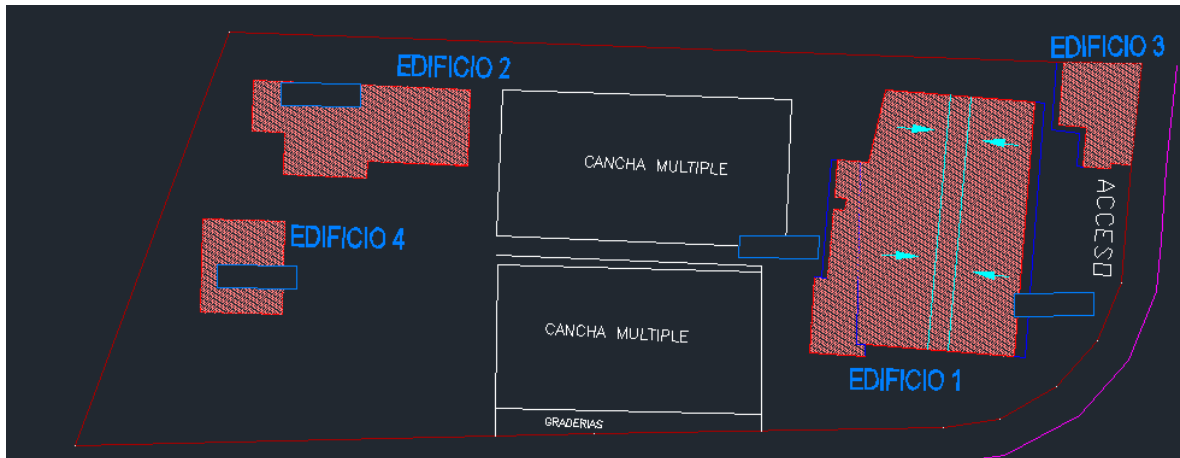 EDIFICIO 3
EDIFICIO 2
CANCHA MULTIPLE
ACCESO
EDIFICIO 4
CANCHA MULTIPLE
EDIFICIO 1
GRADERIAS